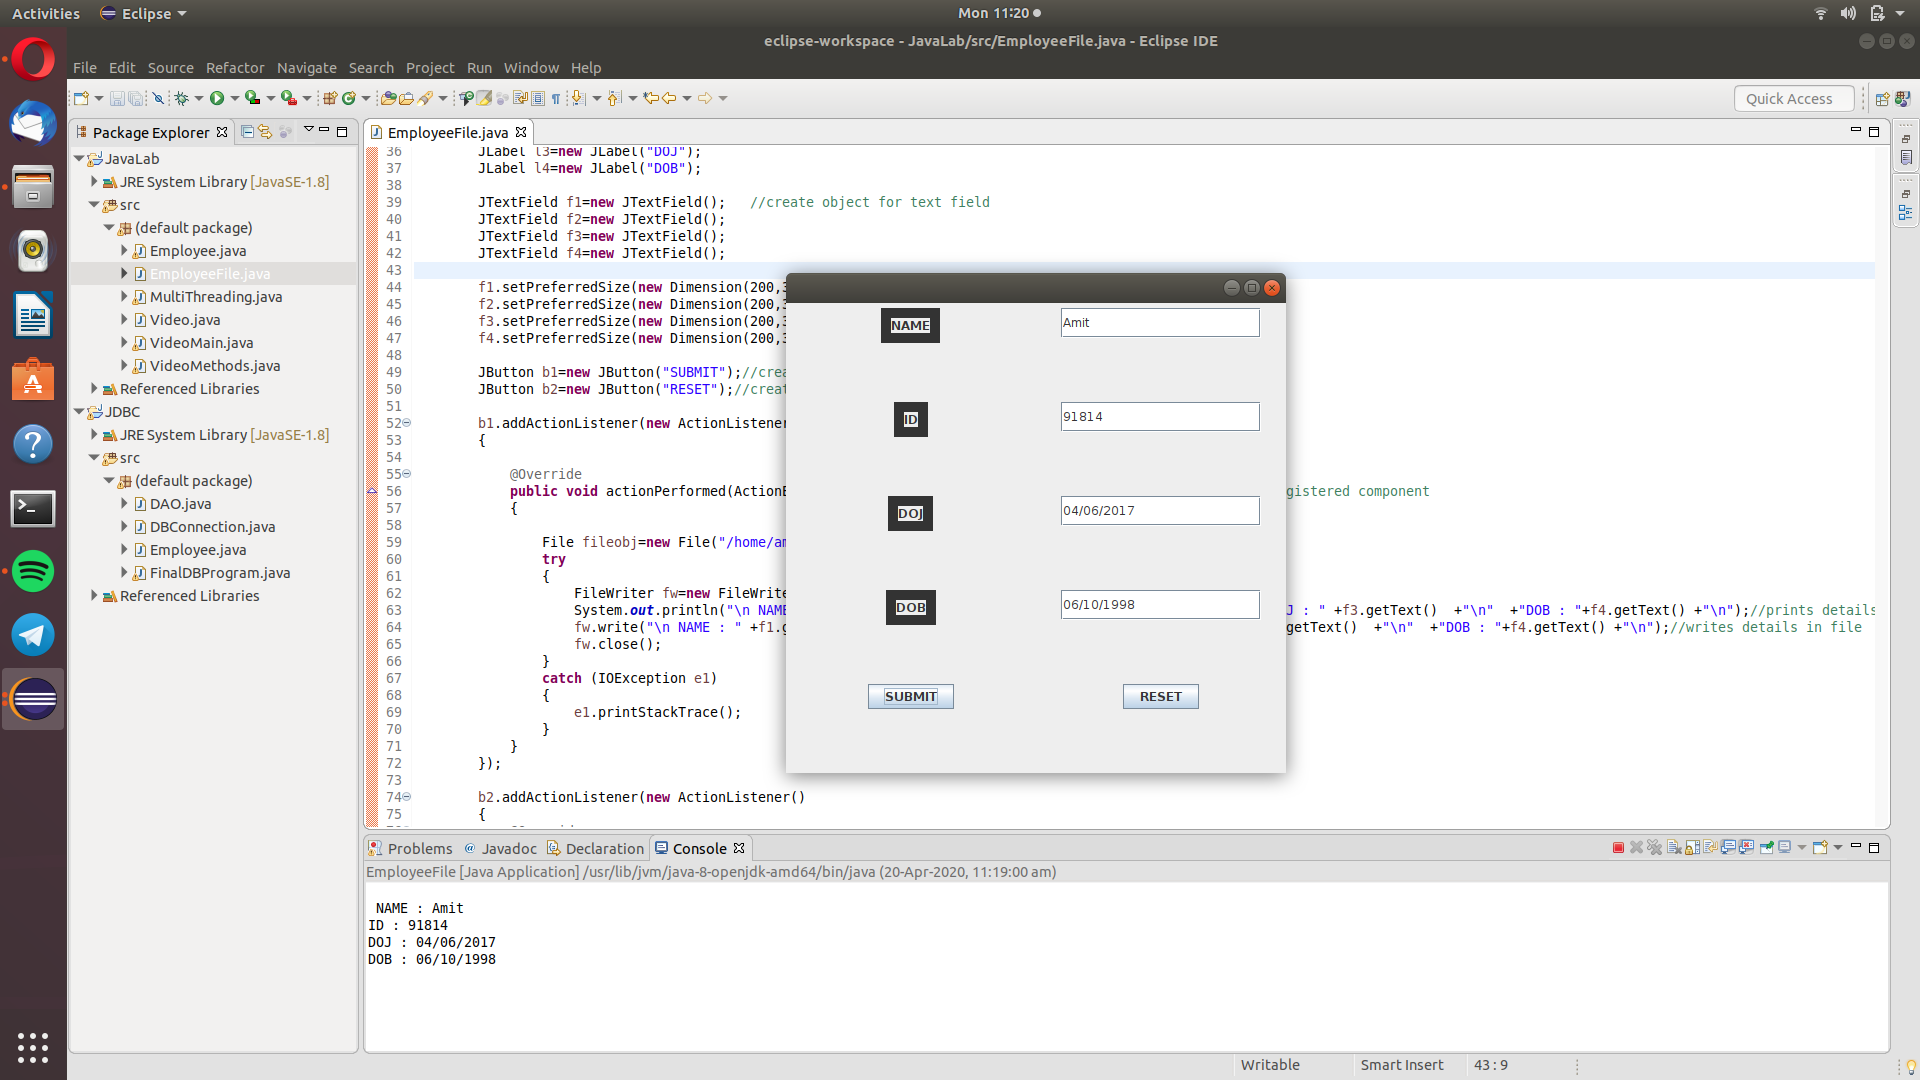 Activities
Eclipse
Mon 11:20
eclipse-workspace - JavaLab/src/EmployeeFile.java - Eclipse IDE
File Edit Source Refactor Navigate Search Project Run Window Help
Quick Access
Package Explorer
JavaLab
JRE System Library [JavaSE-1.8]
src
(default package)
Employee.java
EmployeeFile.java
MultiThreading.java
Video.java
VideoMain.java
VideoMethods.java
Referenced Libraries
JDBC
JRE System Library [JavaSE-1.8]
src
(default package)
DAO.java
DBConnection.java
Employee.java
FinalDBProgram.java
Referenced Libraries
EmployeeFile.java
36 JLabel l3=new JLabel("DOJ");
37 JLabel l4=new JLabel("DOB");
38
39 JTextField f1=new JTextField(); //create object for text field
40 JTextField f2=new JTextField();
41 JTextField f3=new JTextField();
42 JTextField f4=new JTextField();
43
44 f1.setPreferredSize(new Dimension(200,
45 f2.setPreferredSize(new Dimension(200,
46 f3.setPreferredSize(new Dimension(200,
47 f4.setPreferredSize(new Dimension(200,
48
49 JButton b1=new JButton("SUBMIT");//crea
50 JButton b2=new JButton("RESET");//creat
51
52 b1.addActionListener(new ActionListener
53 {
54
55 @Override
56 public void actionPerformed(ActionE gistered component
57 {
58
59 File fileobj=new File("/home/am
60 try
61 {
62 FileWriter fw=new FileWrite
63 System.out.println("\n NAME J : " +f3.getText() +"\n" +"DOB : "+f4.getText() +"\n");//prints details
64 fw.write("\n NAME : " +f1.g getText() +"\n" +"DOB : "+f4.getText() +"\n");//writes details in file
65 fw.close();
66 }
67 catch (IOException e1)
68 {
69 e1.printStackTrace();
70 }
71 }
72 });
73
74 b2.addActionListener(new ActionListener()
75 {
NAME Amit
ID 91814
DOJ 04/06/2017
DOB 06/10/1998
SUBMIT RESET
Problems Javadoc Declaration Console
EmployeeFile [Java Application] /usr/lib/jvm/java-8-openjdk-amd64/bin/java (20-Apr-2020, 11:19:00 am)
NAME : Amit
ID : 91814
DOJ : 04/06/2017
DOB : 06/10/1998
Writable Smart Insert 43 : 9